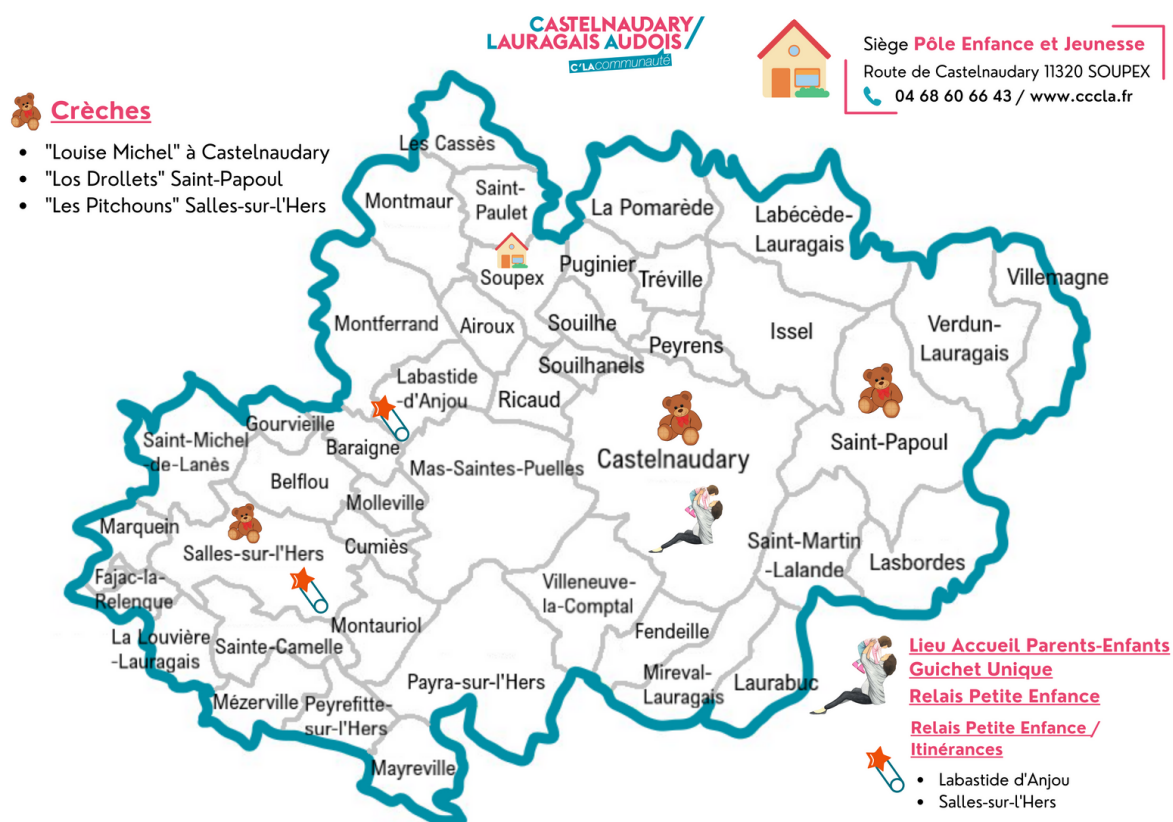 CASTELNAUDARY
LAURAGAIS AUDOIS
C'LA communauté
Siège Pôle Enfance et Jeunesse
Route de Castelnaudary 11320 SOUPEX
04 68 60 66 43 / www.cccla.fr
Crèches
• "Louise Michel" à Castelnaudary
• "Los Drollets" Saint-Papoul
• "Les Pitchouns" Salles-sur-l'Hers
Les Cassès
Montmaur
Saint-
Paulet
La Pomarède
Labécède-
Lauragais
Soupex
Puginier
Tréville
Villemagne
Montferrand
Airoux
Souilhe
Peyrens
Issel
Verdun-
Lauragais
Souilhanels
Labastide
-d'Anjou
Ricaud
Gourvieille
Saint-Michel
-de-Lanès
Baraigne
Mas-Saintes-Puelles
Castelnaudary
Saint-Papoul
Belflou
Molleville
Marquein
Salles-sur-l'Hers
Cumiès
Saint-Martin
-Lalande
Lasbordes
Fajac-la-
Relenque
Villeneuve-
la-Comptal
La Louvière
-Lauragais
Sainte-Camelle
Montauriol
Fendeille
Mireval-
Lauragais
Laurabuc
Payra-sur-l'Hers
Mézerville
Peyrefitte-
sur-l'Hers
Mayreville
Lieu Accueil Parents-Enfants
Guichet Unique
Relais Petite Enfance
Relais Petite Enfance /
Itinérances
• Labastide d'Anjou
• Salles-sur-l'Hers